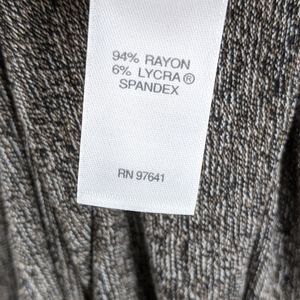 94% RAYON
6% LYCRA®
SPANDEX
RN 97641